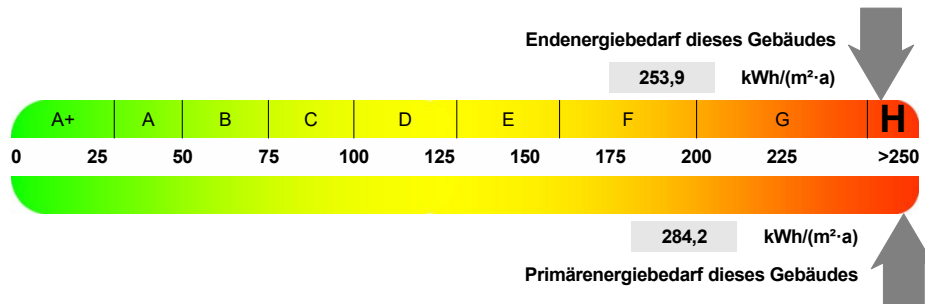 Endenergiebedarf dieses Gebäudes
253,9 kWh/(m²·a)
A+ A B C D E F G H
0 25 50 75 100 125 150 175 200 225 >250
284,2 kWh/(m²·a)
Primärenergiebedarf dieses Gebäudes